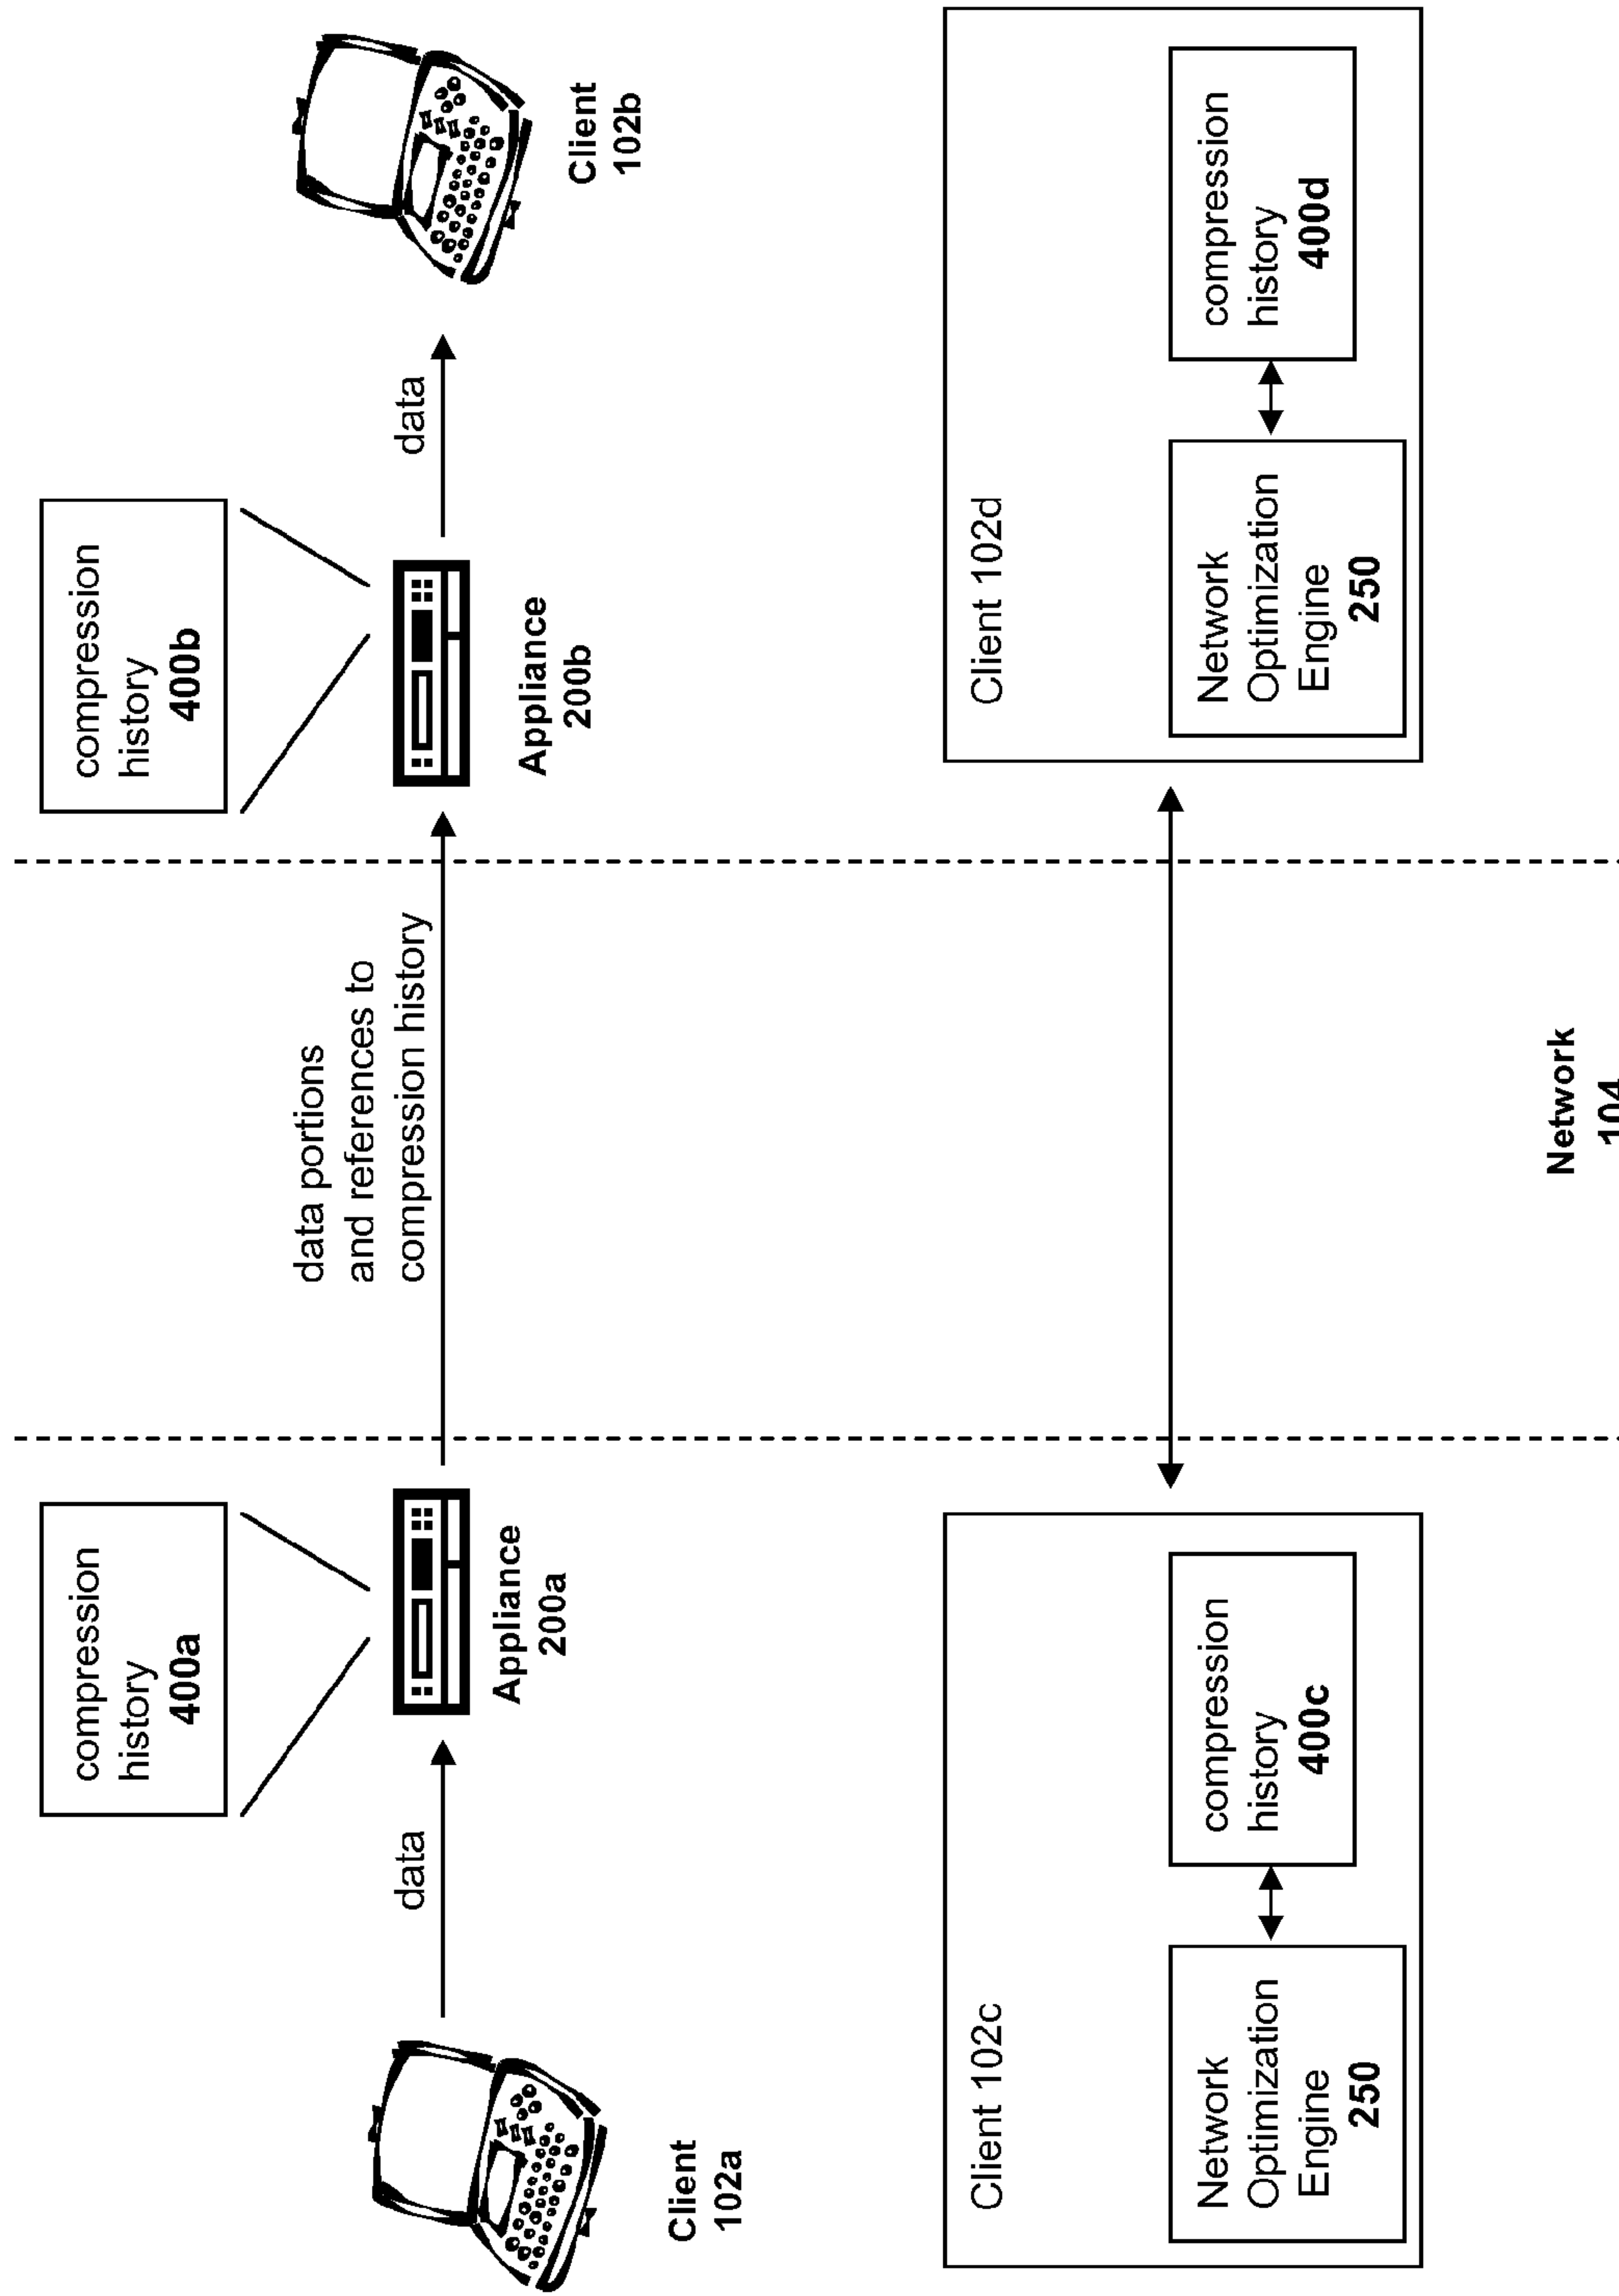 compression
history
400a
compression
history
400b
data
data portions
and references to
compression history
data
Client
102a
Appliance
200a
Appliance
200b
Client
102b
Client 102c
Network
Optimization
Engine
250
compression
history
400c
Client 102d
Network
Optimization
Engine
250
compression
history
400d
Network
104